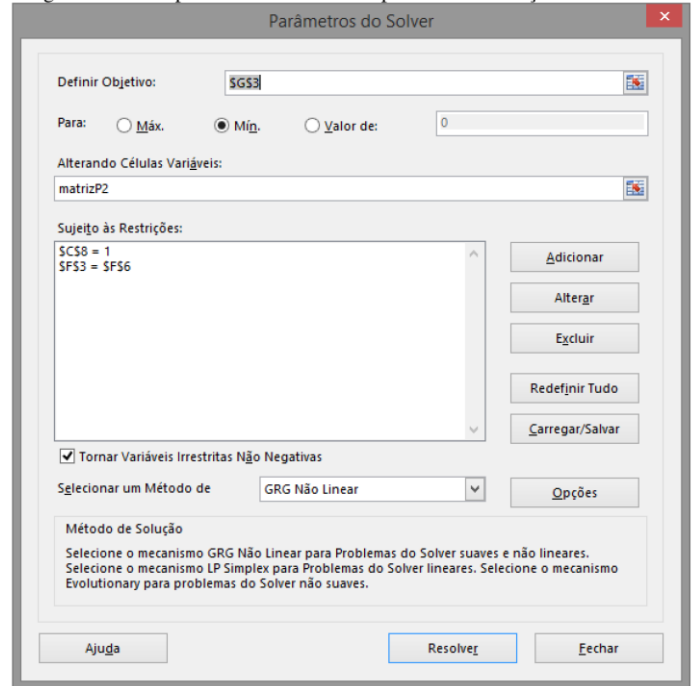 Parâmetros do Solver
Definir Objetivo: $G$3
Para: Máx. Mín. Valor de: 0
Alterando Células Variáveis:
matrizP2
Sujeito às Restrições:
$C$8 = 1
$F$3 = $F$6
Adicionar
Alterar
Excluir
Redefinir Tudo
Carregar/Salvar
Tornar Variáveis Irrestritas Não Negativas
Selecionar um Método de GRG Não Linear Opções
Método de Solução
Selecione o mecanismo GRG Não Linear para Problemas do Solver suaves e não lineares.
Selecione o mecanismo LP Simplex para Problemas do Solver lineares. Selecione o mecanismo
Evolutionary para problemas do Solver não suaves.
Ajuda Resolver Fechar